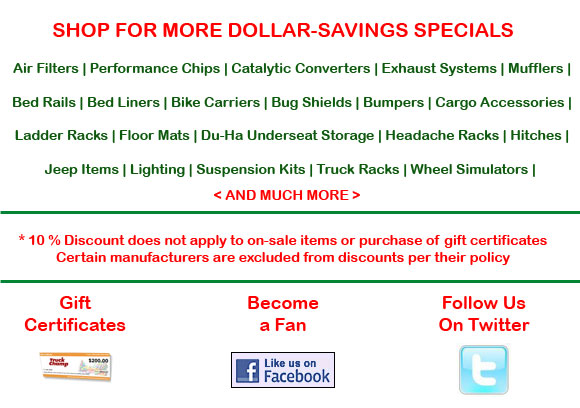 SHOP FOR MORE DOLLAR-SAVINGS SPECIALS
Air Filters | Performance Chips | Catalytic Converters | Exhaust Systems | Mufflers |
Bed Rails | Bed Liners | Bike Carriers | Bug Shields | Bumpers | Cargo Accessories |
Ladder Racks | Floor Mats | Du-Ha Underseat Storage | Headache Racks | Hitches |
Jeep Items | Lighting | Suspension Kits | Truck Racks | Wheel Simulators |
< AND MUCH MORE >
* 10 % Discount does not apply to on-sale items or purchase of gift certificates
Certain manufacturers are excluded from discounts per their policy
Gift
Certificates
Truck
Champ
$200.00
Become
a Fan
f
Like us on
Facebook
Follow Us
On Twitter
t